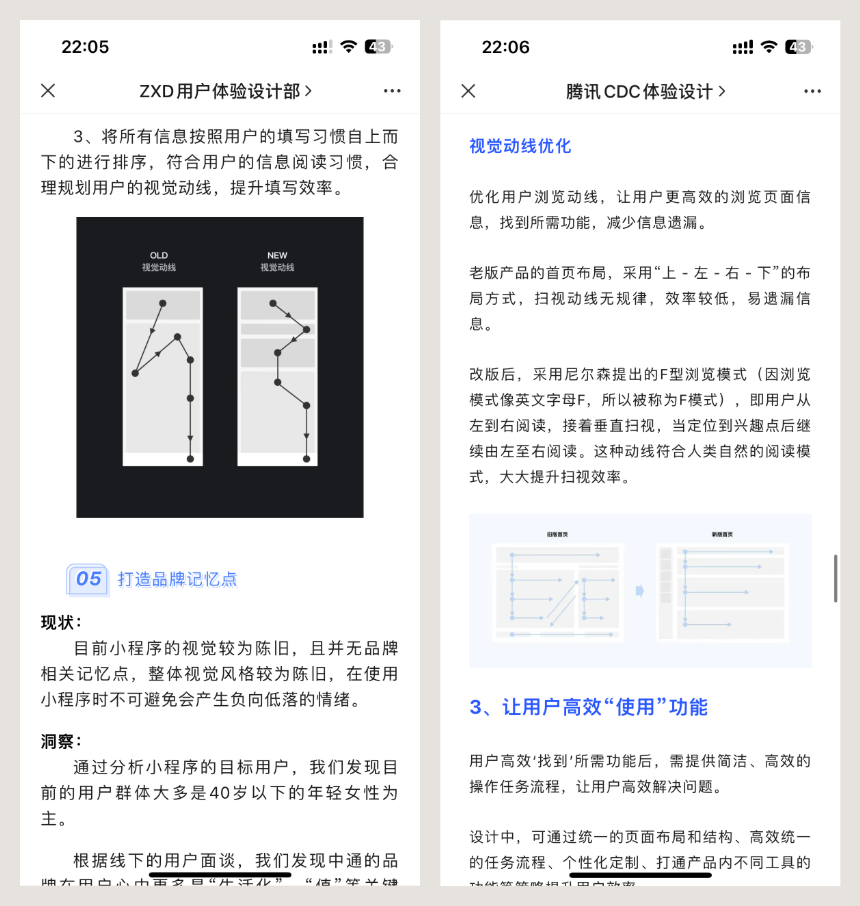 22:05
43
ZXD用户体验设计部
3、将所有信息按照用户的填写习惯自上而
下的进行排序，符合用户的信息阅读习惯，合
理规划用户的视觉动线，提升填写效率。
OLD
视觉动线
NEW
视觉动线
05 打造品牌记忆点
现状：
目前小程序的视觉较为陈旧，且并无品牌
相关记忆点，整体视觉风格较为陈旧，在使用
小程序时不可避免会产生负向低落的情绪。
洞察：
通过分析小程序的目标用户，我们发现目
前的用户群体大多是40岁以下的年轻女性为
主。
根据线下的用户面谈，我们发现中通的品
牌在用户心中更多是“生活化”、“值”等关键
22:06
43
腾讯CDC体验设计
视觉动线优化
优化用户浏览动线，让用户更高效的浏览页面信
息，找到所需功能，减少信息遗漏。
老版产品的首页布局，采用“上 - 左 - 右 - 下”的布
局方式，扫视动线无规律，效率较低，易遗漏信
息。
改版后，采用尼尔森提出的F型浏览模式（因浏览
模式像英文字母F，所以被称为F模式），即用户从
左到右阅读，接着垂直扫视，当定位到兴趣点后继
续由左至右阅读。这种动线符合人类自然的阅读模
式，大大提升扫视效率。
旧版首页
新版首页
3、让用户高效“使用”功能
用户高效‘找到’所需功能后，需提供简洁、高效的
操作任务流程，让用户高效解决问题。
设计中，可通过统一的页面布局和结构、高效统一
的任务流程、个性化定制、打通产品内不同工具的
功能等策略提升用户效率